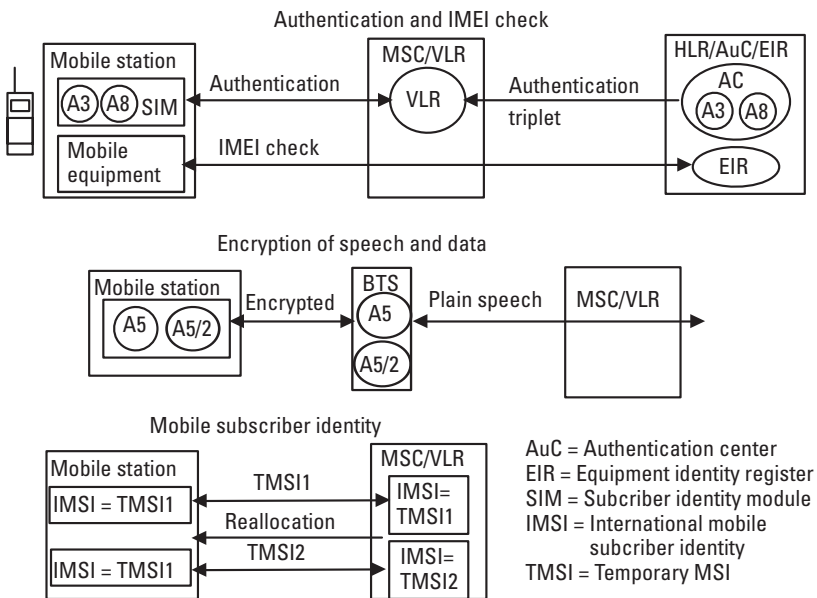 Authentication and IMEI check
Mobile station
MSC/VLR
HLR/AuC/EIR
A3
A8
SIM
Authentication
VLR
Authentication
triplet
AC
A3
A8
Mobile
equipment
IMEI check
EIR
Encryption of speech and data
Mobile station
A5
A5/2
Encrypted
BTS
A5
A5/2
Plain speech
MSC/VLR
Mobile subscriber identity
Mobile station
MSC/VLR
IMSI = TMSI1
TMSI1
IMSI=
TMSI1
Reallocation
IMSI = TMSI1
TMSI2
IMSI=
TMSI2
AuC = Authentication center
EIR = Equipment identity register
SIM = Subcriber identity module
IMSI = International mobile
subcriber identity
TMSI = Temporary MSI